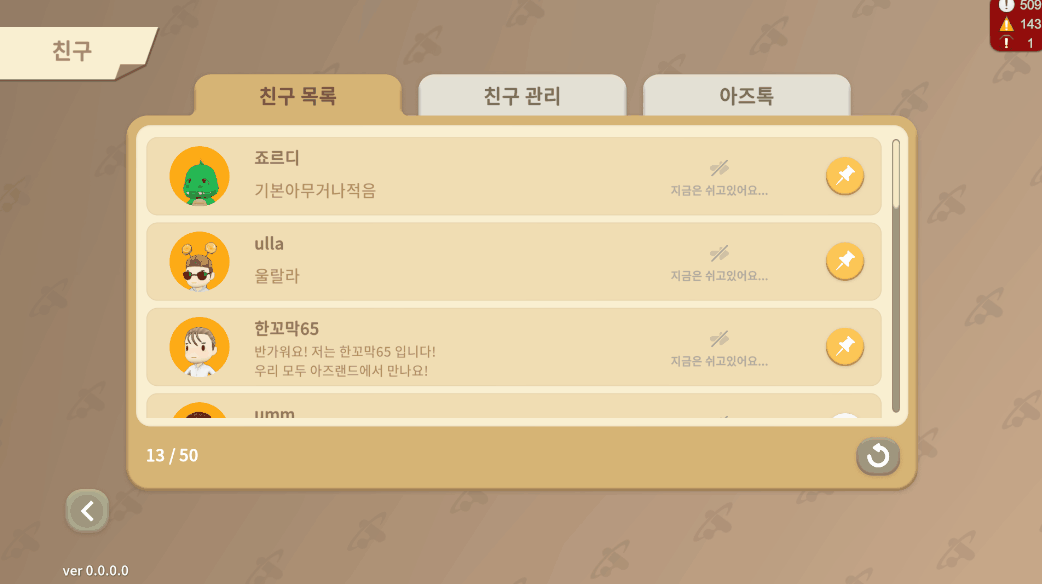 친구
509
143
1
친구 목록
친구 관리
아즈톡
죠르디
기본아무거나적음
지금은 쉬고있어요...
ulla
울랄라
지금은 쉬고있어요...
한꼬막65
반가워요! 저는 한꼬막65 입니다!
우리 모두 아즈랜드에서 만나요!
지금은 쉬고있어요...
umm
13 / 50
ver 0.0.0.0